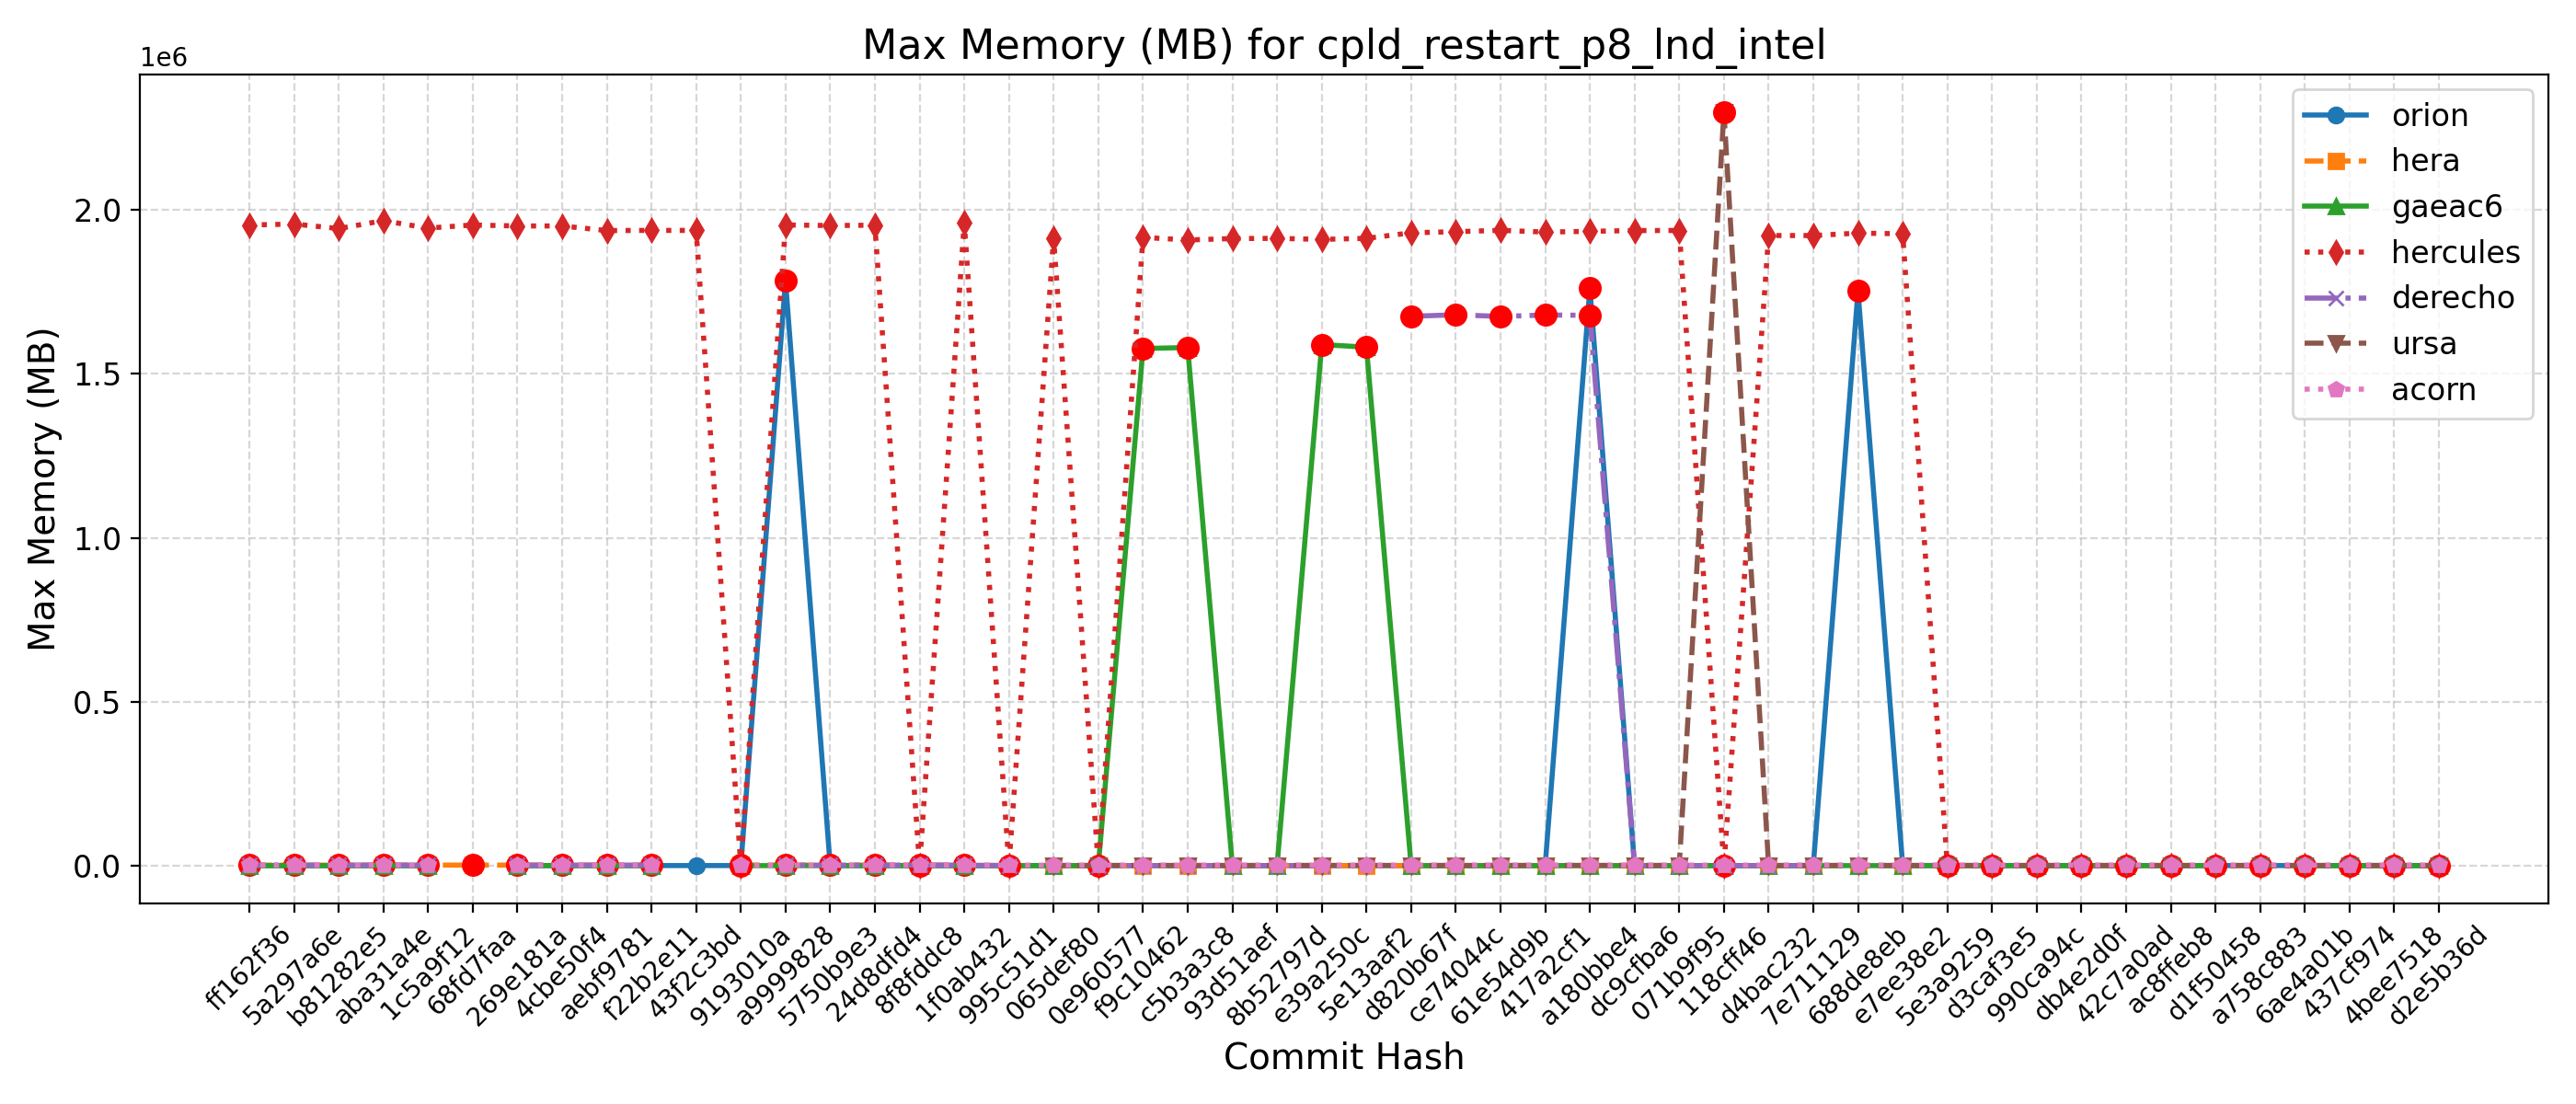 Max Memory (MB) for cpld_restart_p8_lnd_intel
1e6
2.0
1.5
1.0
0.5
0.0
Max Memory (MB)
orion
hera
gaeac6
hercules
derecho
ursa
acorn
ff162f36
5a297a6e
b81282e5
aba31a4e
1c5a9f12
68fd7faa
269e181a
4cbe50f4
aebf9781
f22b2e11
43f2c3bd
9193010a
a9999828
5750b9e3
24d8dfd4
8f8fddc8
1f0ab432
995c51d1
065def80
0e960577
f9c10462
c5b3a3c8
93d51aef
8b52797d
e39a250c
5e13aaf2
d820b67f
ce74044c
61e54d9b
417a2cf1
a180bbe4
dc9cfba6
071b9f95
118cff46
d4bac232
7e711129
688de8eb
e7ee38e2
5e3a9259
d3caf3e5
990ca94c
db4e2d0f
42c7a0ad
ac8ffeb8
d1f50458
a758c883
6ae4a01b
437cf974
4bee7518
d2e5b36d
Commit Hash